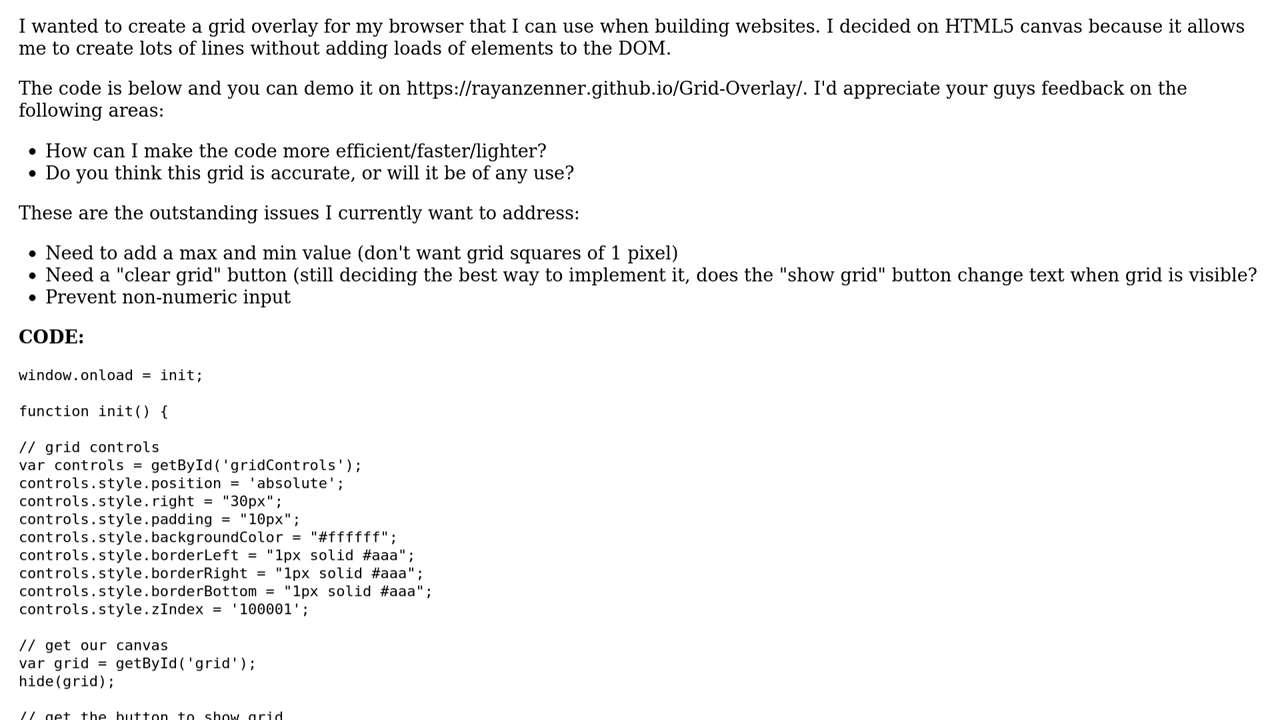 I wanted to create a grid overlay for my browser that I can use when building websites. I decided on HTML5 canvas because it allows
me to create lots of lines without adding loads of elements to the DOM.
The code is below and you can demo it on https://rayanzenner.github.io/Grid-Overlay/. I'd appreciate your guys feedback on the
following areas:
• How can I make the code more efficient/faster/lighter?
• Do you think this grid is accurate, or will it be of any use?
These are the outstanding issues I currently want to address:
• Need to add a max and min value (don't want grid squares of 1 pixel)
• Need a "clear grid" button (still deciding the best way to implement it, does the "show grid" button change text when grid is visible?
• Prevent non-numeric input
CODE:
window.onload = init;
function init() {
// grid controls
var controls = getById('gridControls');
controls.style.position = 'absolute';
controls.style.right = "30px";
controls.style.padding = "10px";
controls.style.backgroundColor = "#ffffff";
controls.style.borderLeft = "1px solid #aaa";
controls.style.borderRight = "1px solid #aaa";
controls.style.borderBottom = "1px solid #aaa";
controls.style.zIndex = '100001';
// get our canvas
var grid = getById('grid');
hide(grid);
// get the button to show grid